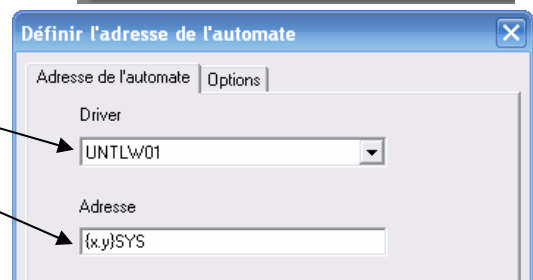 Définir l'adresse de l'automate
Adresse de l'automate
Options
Driver
UNTLW01
Adresse
{x.y}SYS